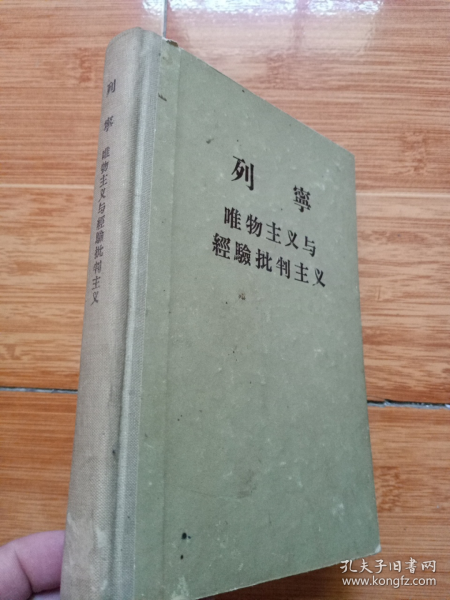 列 寧
唯物主义与經驗批判主义
列 寧
唯物主义与
經驗批判主义
孔夫子旧书网
www.kongfz.com